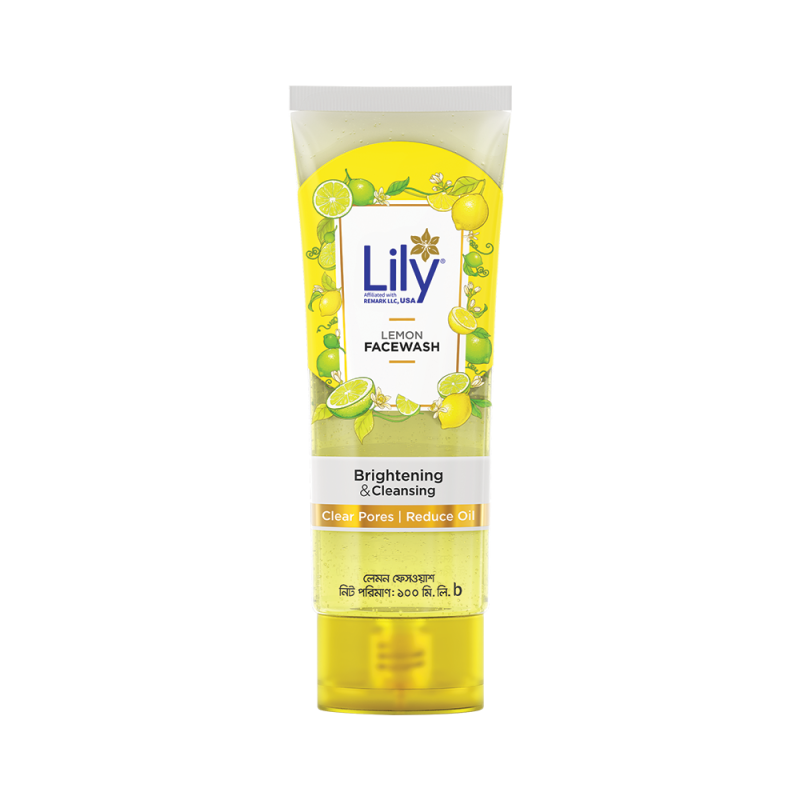 Lily®
Affiliated with
REMARK LLC, USA
LEMON
FACEWASH
Brightening
&Cleansing
Clear Pores | Reduce Oil
লেমন ফেসওয়াশ
নিট পরিমাণ: ১০০ মি. লি. b